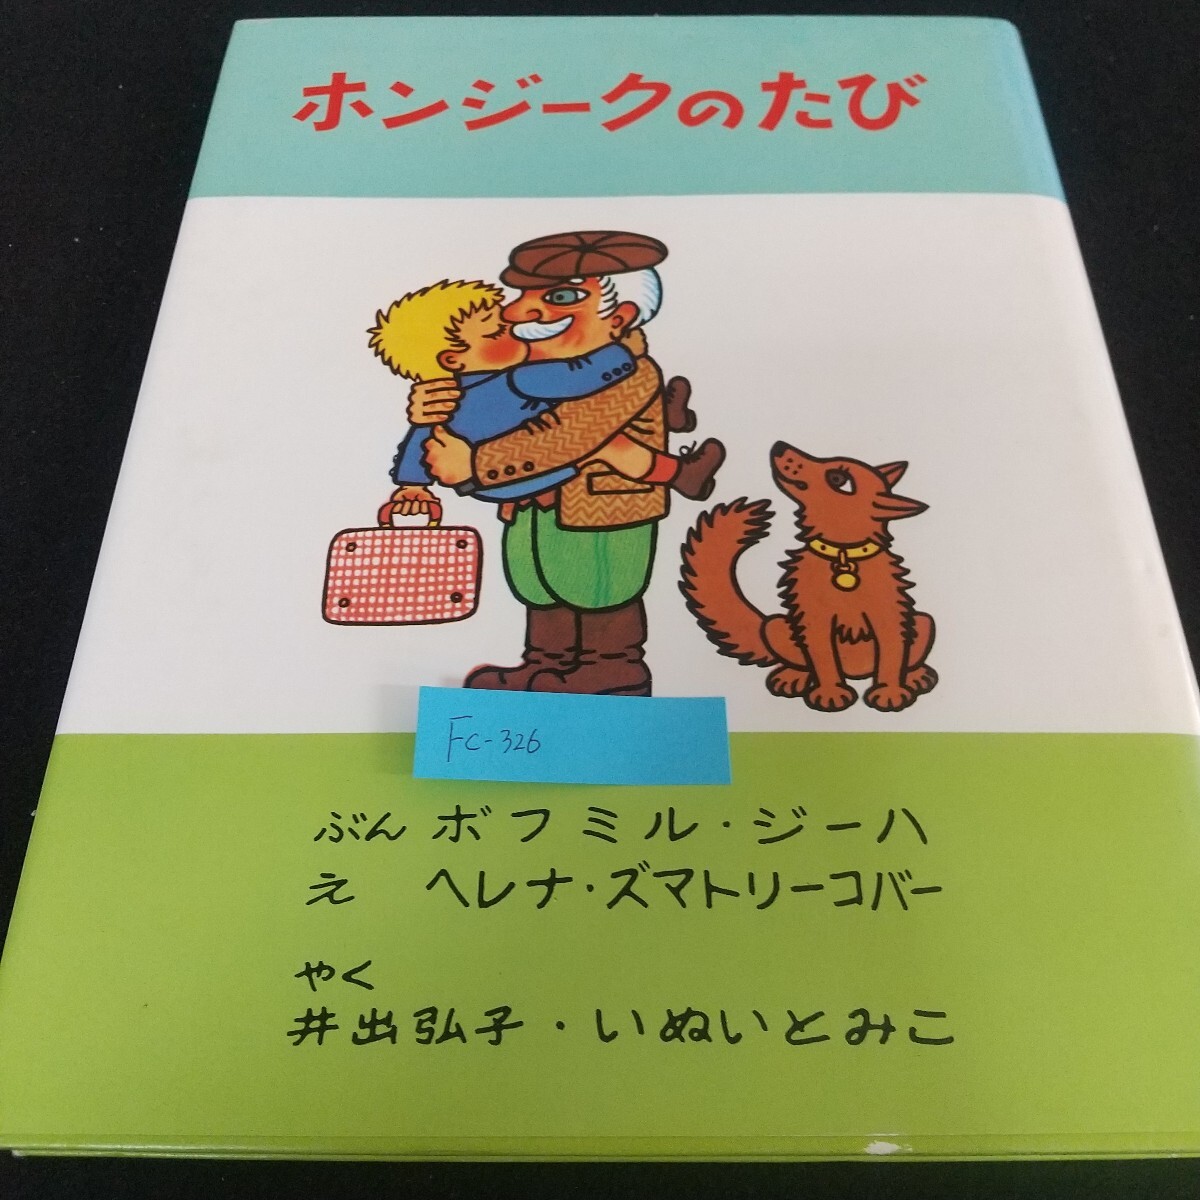 ホンジークのたび
Fc-326
ぶん ボフミル・ジーハ
え ヘレナ・ズマトリーコバー
やく
井出弘子・いぬいとみこ